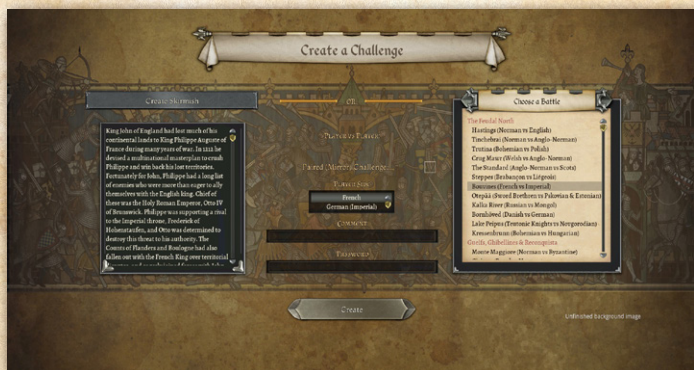 Create a Challenge
Create Skirmish
OR
Choose a Battle
King John of England had lost much of his
continental lands to King Philippe Auguste of
France during many years of war. In 1212 he
devised a multinational masterplan to crush
Philippe and win back his lost territories.
Fortunately for John, Philippe had a long list
of enemies who were more than eager to ally
themselves with the English king. Chief of
these was the Holy Roman Emperor, Otto IV
of Brunswick. Philippe was supporting a rival
to the Imperial throne, Frederick of
Hohenstaufen, and Otto was determined to
destroy this threat to his authority. The
Counts of Flanders and Boulogne had also
fallen out with the French King over territorial
Player vs Player
Paired (Mirror) Challenge
Player Side
French
German (Imperial)
Comment
Password
Create
The Feudal North
Hastings (Norman vs English)
Tinchebrai (Norman vs Anglo-Norman)
Trutina (Bohemian vs Polish)
Crug Mawr (Welsh vs Anglo-Norman)
The Standard (Anglo-Norman vs Scots)
Steppes (Brabançon vs Liégeois)
Bouvines (French vs Imperial)
Otepää (Sword Brethren vs Pskovian & Estonian)
Kalka River (Russian vs Mongol)
Bornhöved (Danish vs German)
Lake Peipus (Teutonic Knights vs Novgorodian)
Kressenbrunn (Bohemian vs Hungarian)
Guelfs, Ghibellines & Reconquista
Monte Maggiore (Norman vs Byzantine)
Unfinished background image